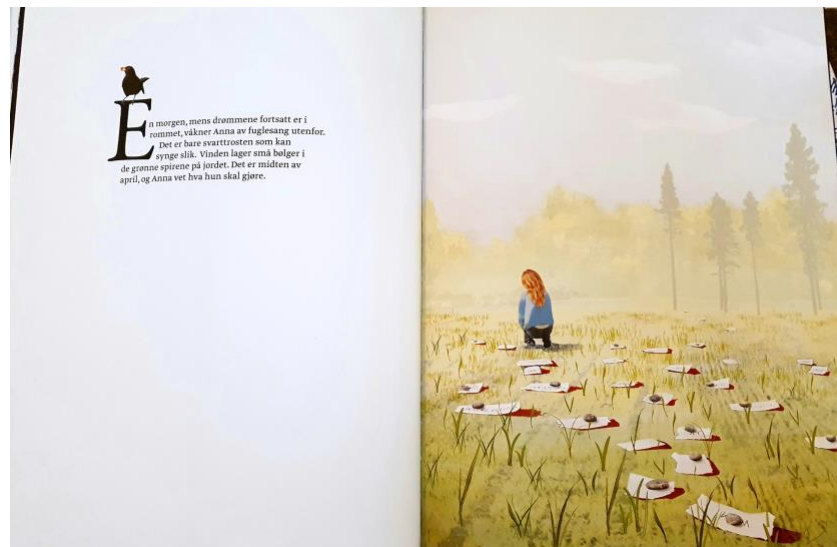 En morgen, mens drømmene fortsatt er i
rommet, våkner Anna av fuglesang utenfor.
Det er bare svarttrosten som kan
synge slik. Vinden lager små bølger i
de grønne spirene på jordet. Det er midten av
april, og Anna vet hva hun skal gjøre.